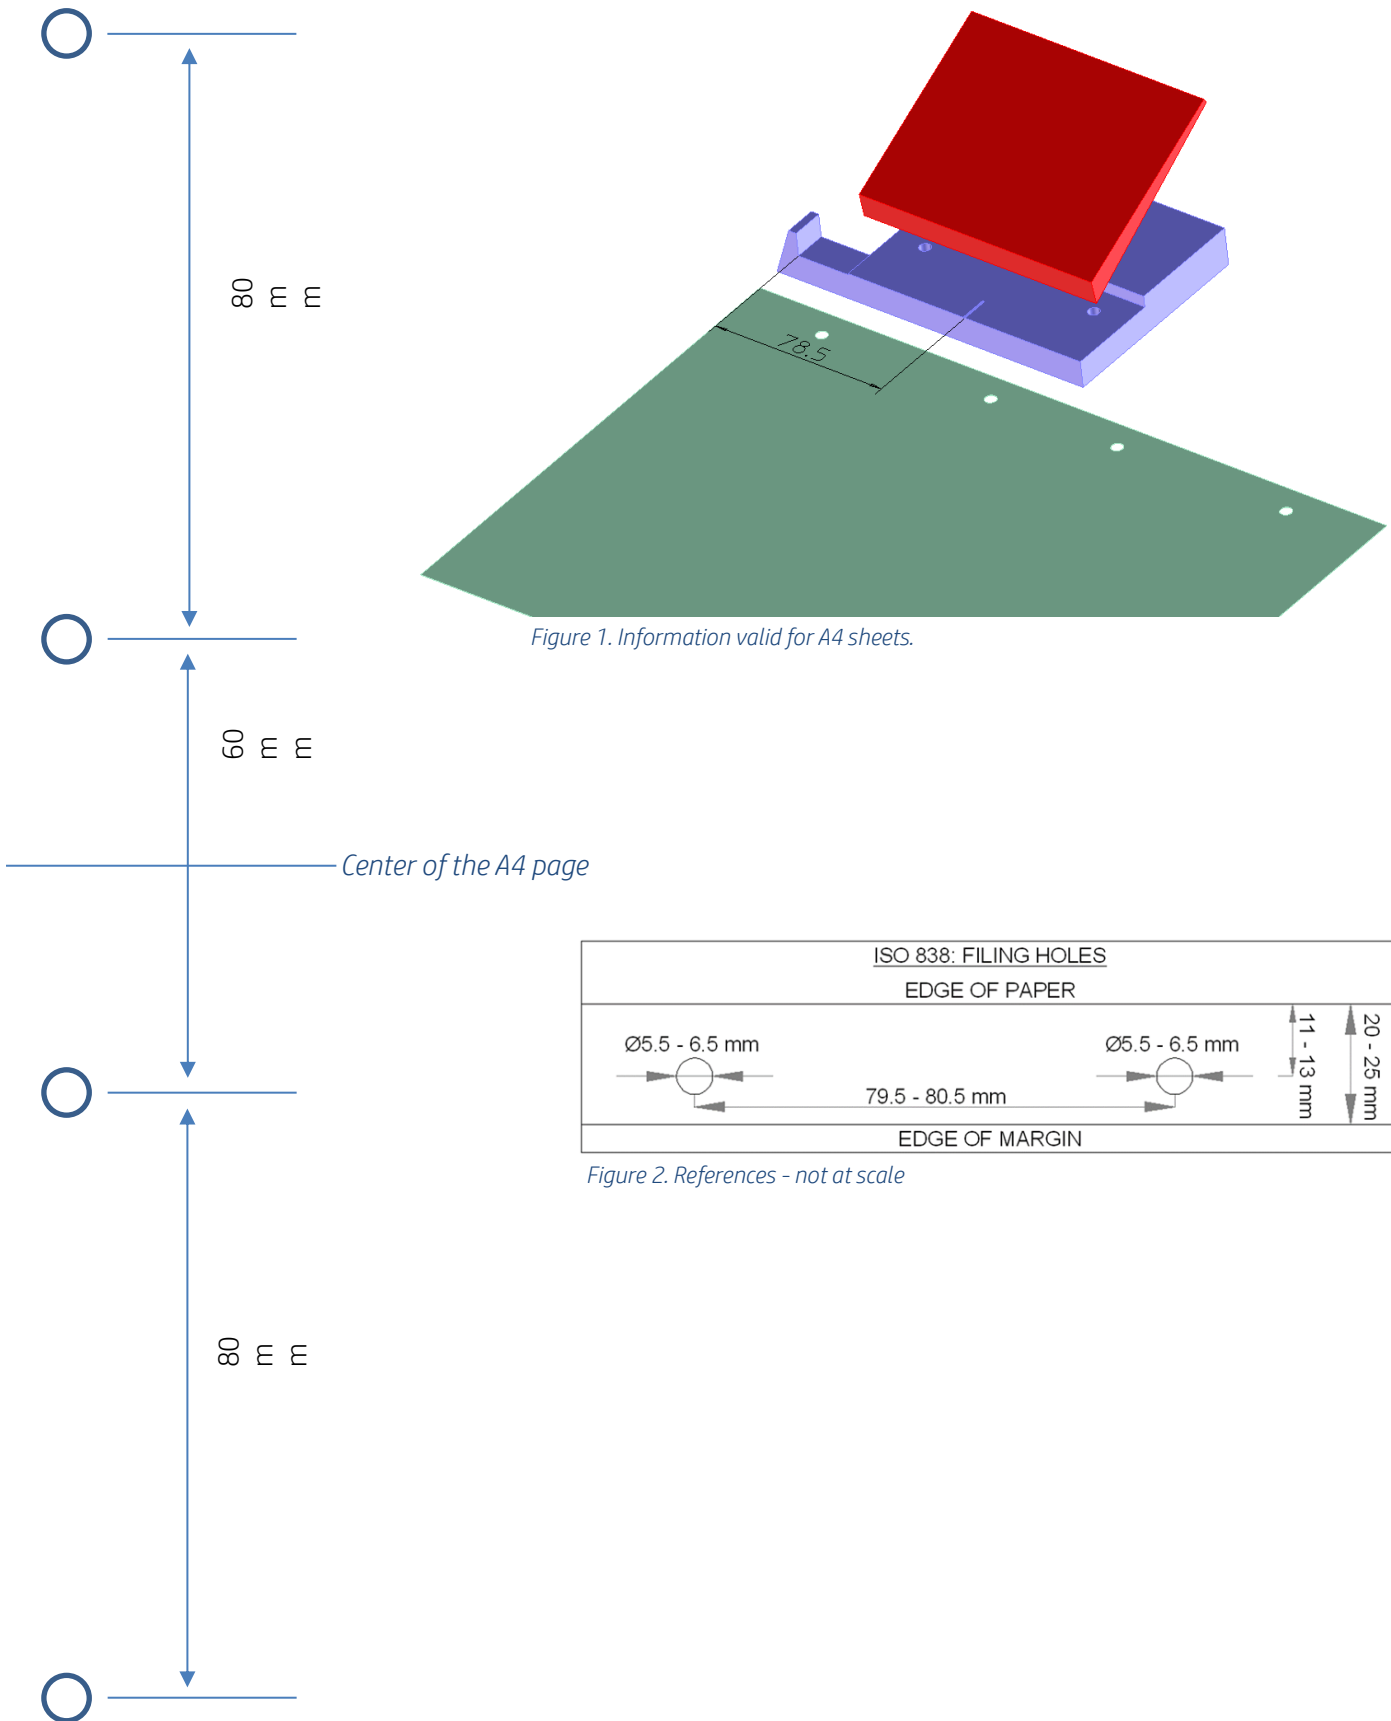 80
m
m
78.5
Figure 1. Information valid for A4 sheets.
60
m
m
Center of the A4 page
ISO 838: FILING HOLES
EDGE OF PAPER
Ø5.5 - 6.5 mm
Ø5.5 - 6.5 mm
11 - 13 mm
20 - 25 mm
79.5 - 80.5 mm
EDGE OF MARGIN
Figure 2. References - not at scale
80
m
m